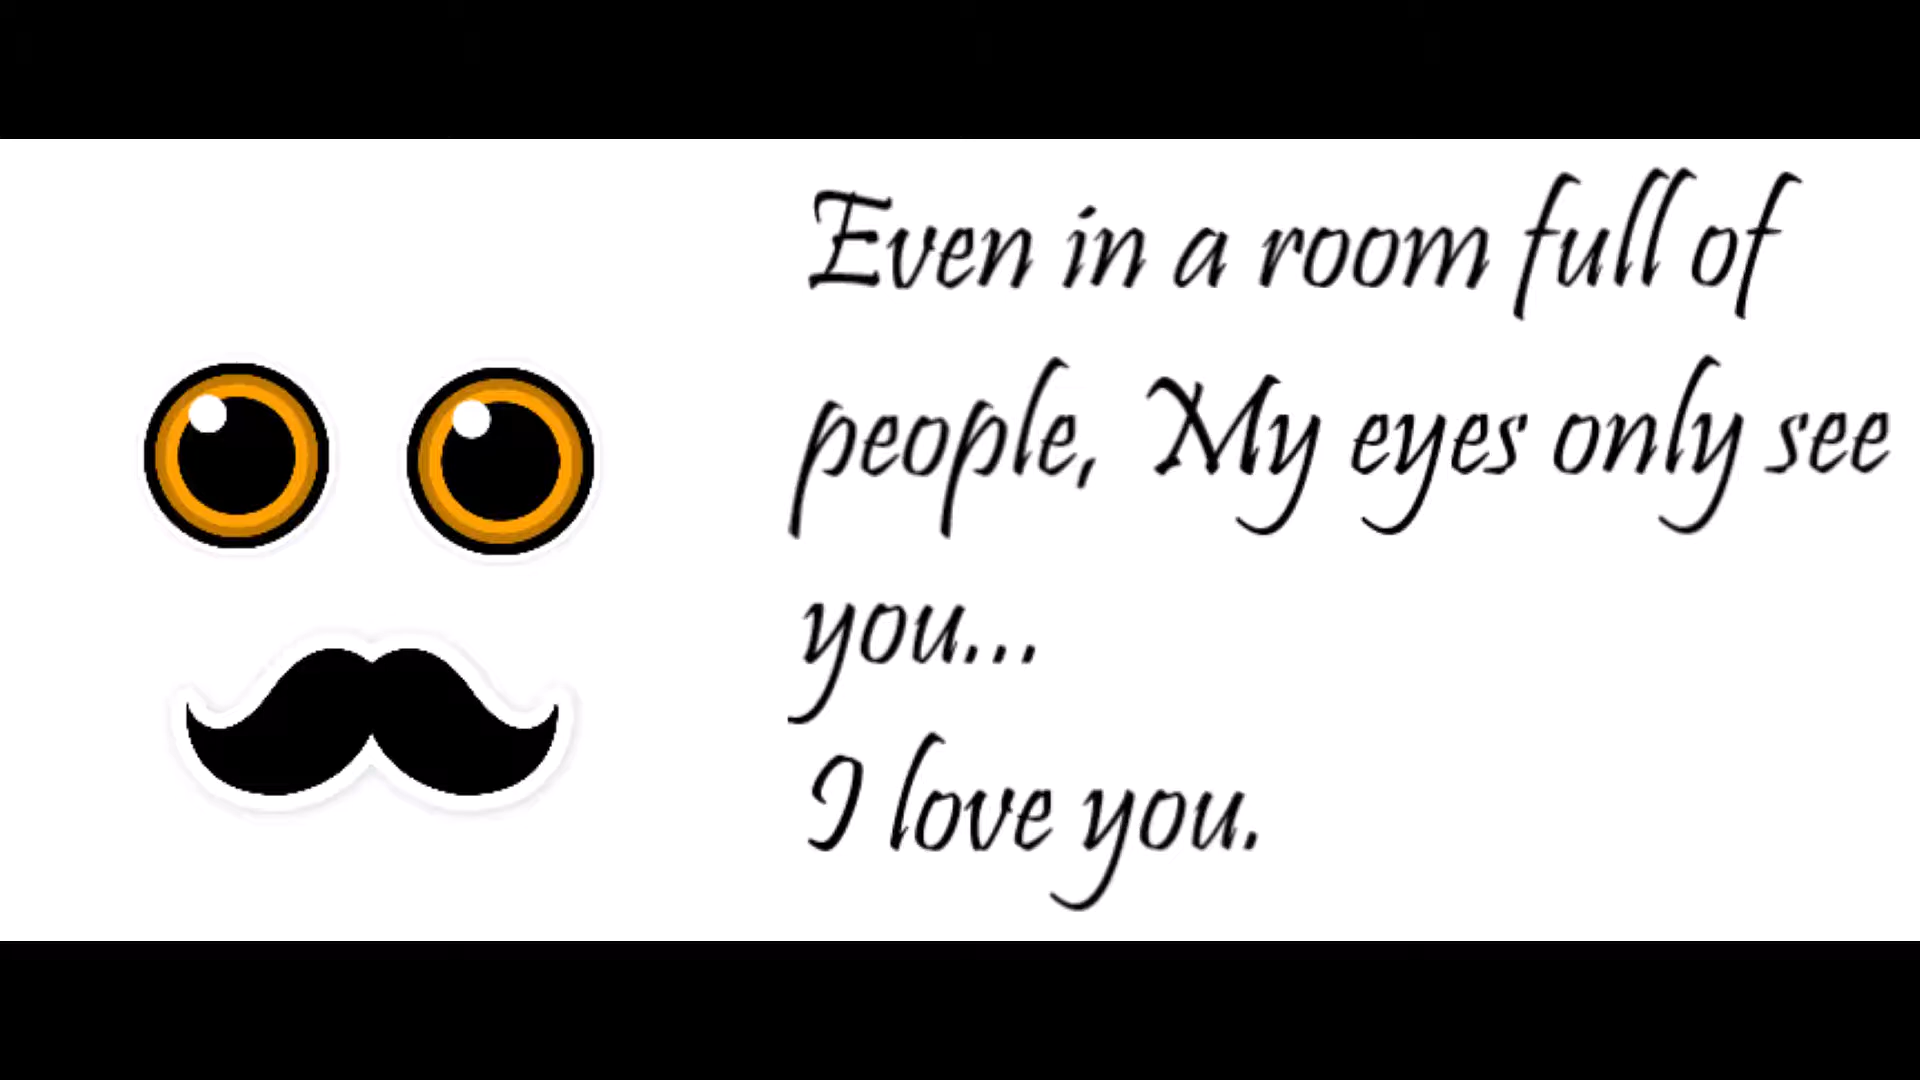 Even in a room full of
people, My eyes only see
you...
I love you.